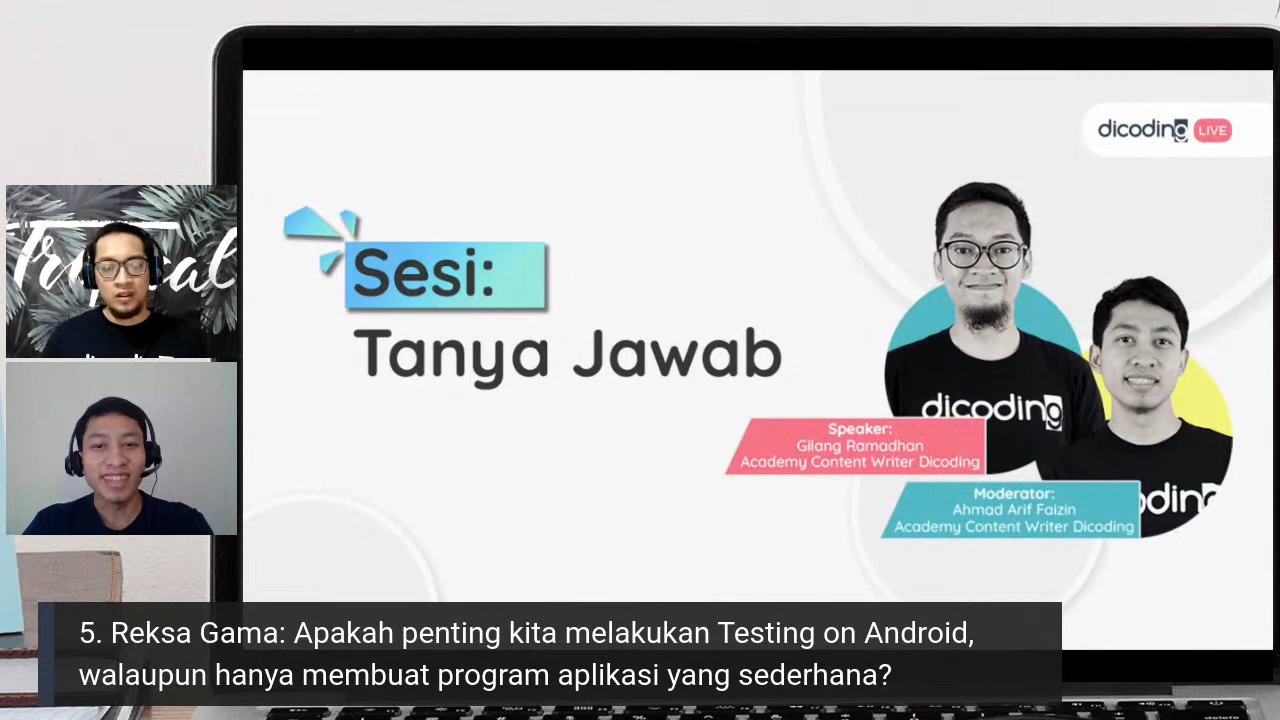 dicoding LIVE
Tropical
Sesi:
Tanya Jawab
dicoding
Speaker:
Gilang Ramadhan
Academy Content Writer Dicoding
Moderator:
Ahmad Arif Faizin
Academy Content Writer Dicoding
5. Reksa Gama: Apakah penting kita melakukan Testing on Android,
walaupun hanya membuat program aplikasi yang sederhana?
delete